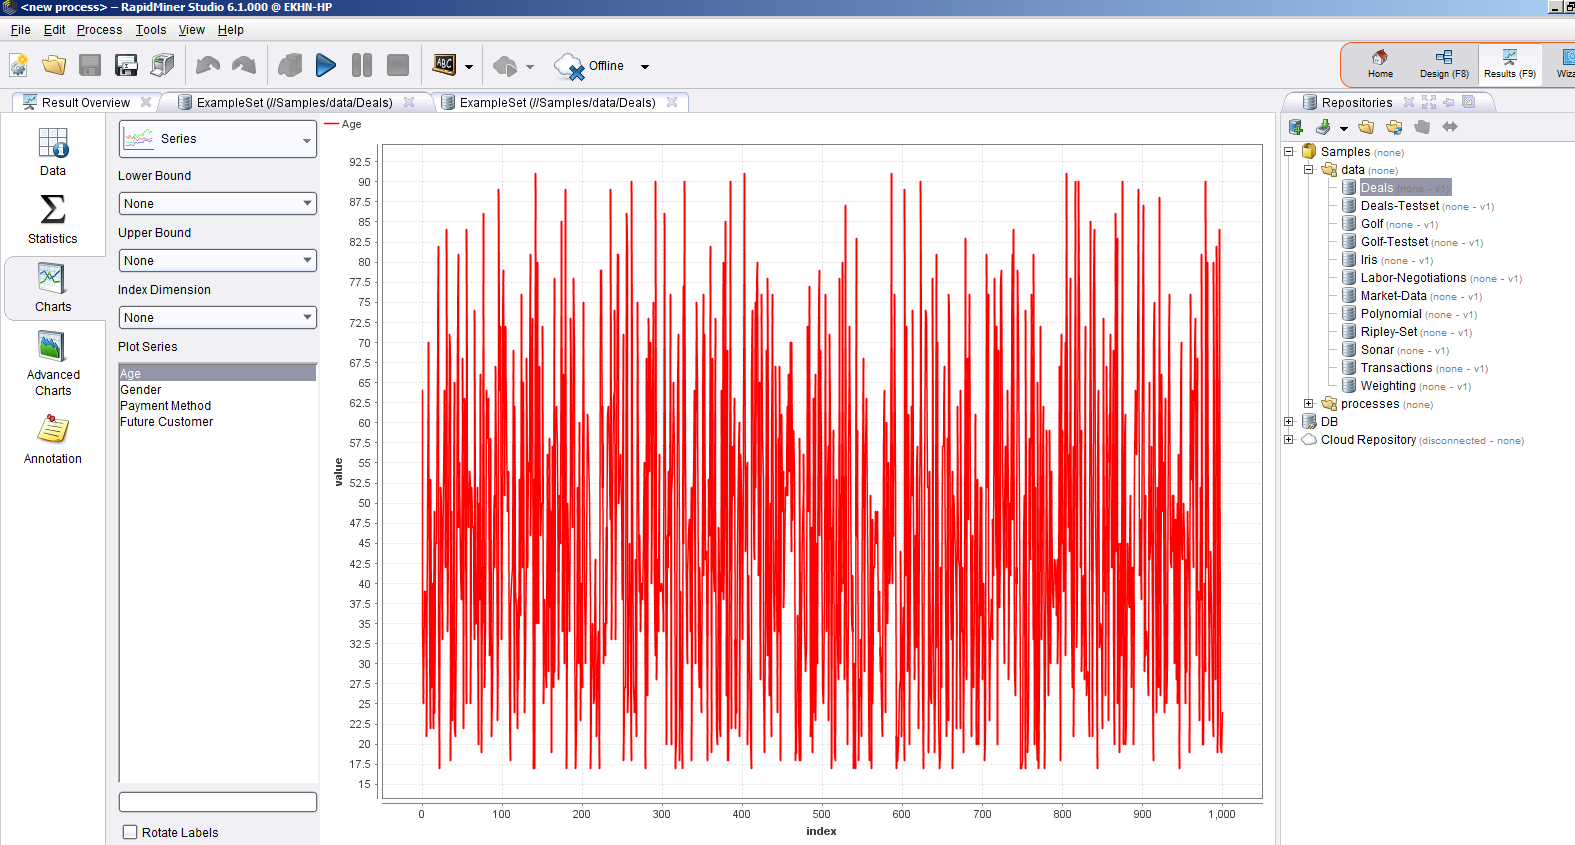 <new process> – RapidMiner Studio 6.1.000 @ EKHN-HP
File Edit Process Tools View Help
ABC
Offline
Home
Design (F8)
Results (F9)
Result Overview
ExampleSet (//Samples/data/Deals)
ExampleSet (//Samples/data/Deals)
Repositories
Data
Statistics
Charts
Advanced
Charts
Annotation
Series
Lower Bound
None
Upper Bound
None
Index Dimension
None
Plot Series
Age
Gender
Payment Method
Future Customer
Rotate Labels
Age
92.5
90
87.5
85
82.5
80
77.5
75
72.5
70
67.5
65
62.5
60
57.5
55
52.5
50
47.5
45
42.5
40
37.5
35
32.5
30
27.5
25
22.5
20
17.5
15
value
0 100 200 300 400 500 600 700 800 900 1,000
index
Samples (none)
data (none)
Deals (none - v1)
Deals-Testset (none - v1)
Golf (none - v1)
Golf-Testset (none - v1)
Iris (none - v1)
Labor-Negotiations (none - v1)
Market-Data (none - v1)
Polynomial (none - v1)
Ripley-Set (none - v1)
Sonar (none - v1)
Transactions (none - v1)
Weighting (none - v1)
processes (none)
DB
Cloud Repository (disconnected - none)